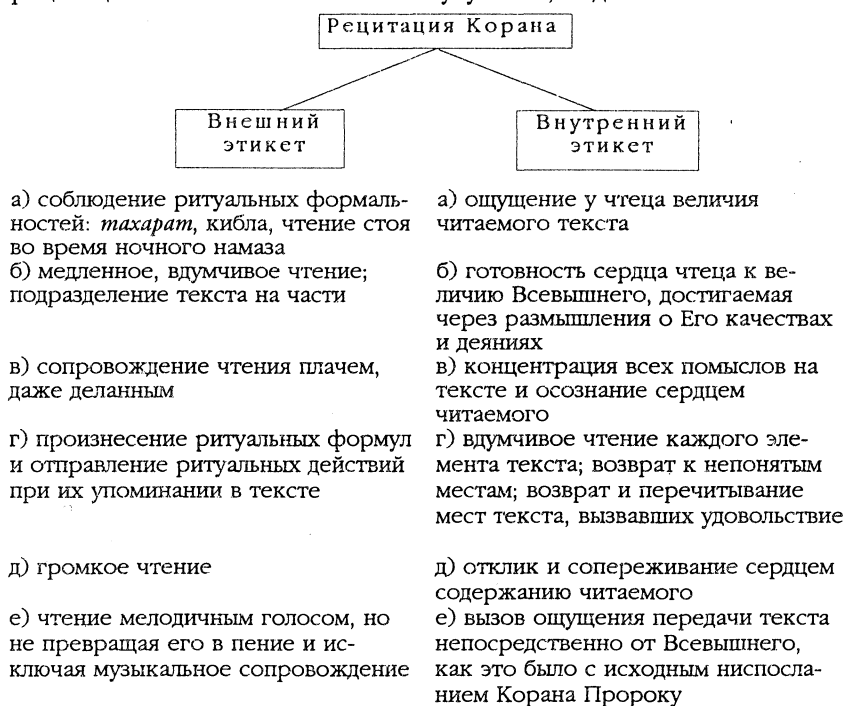 Рецитация Корана
Внешний
этикет
а) соблюдение ритуальных формаль-
ностей: тахарат, кибла, чтение стоя
во время ночного намаза
б) медленное, вдумчивое чтение;
подразделение текста на части
в) сопровождение чтения плачем,
даже деланным
г) произнесение ритуальных формул
и отправление ритуальных действий
при их упоминании в тексте
д) громкое чтение
е) чтение мелодичным голосом, но
не превращая его в пение и ис-
ключая музыкальное сопровождение
Внутренний
этикет
а) ощущение у чтеца величия
читаемого текста
б) готовность сердца чтеца к ве-
личию Всевышнего, достигаемая
через размышления о Его качествах
и деяниях
в) концентрация всех помыслов на
тексте и осознание сердцем
читаемого
г) вдумчивое чтение каждого эле-
мента текста; возврат к непонятым
местам; возврат и перечитывание
мест текста, вызвавших удовольствие
д) отклик и сопереживание сердцем
содержанию читаемого
е) вызов ощущения передачи текста
непосредственно от Всевышнего,
как это было с исходным ниспосла-
нием Корана Пророку